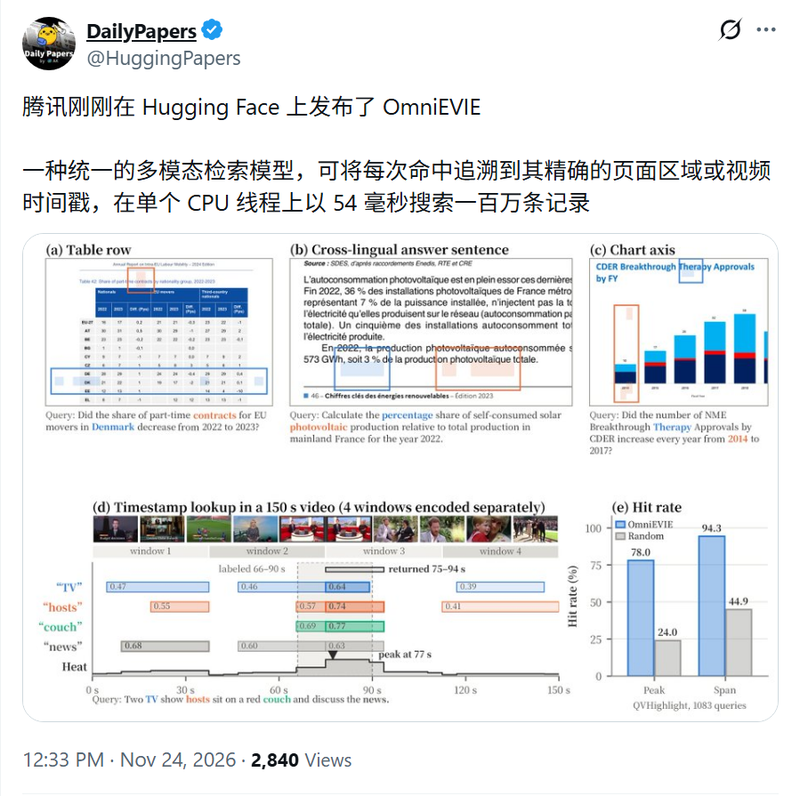 DailyPapers
@HuggingPapers
腾讯刚刚在 Hugging Face 上发布了 OmniEVIE
一种统一的多模态检索模型，可将每次命中追溯到其精确的页面区域或视频
时间戳，在单个 CPU 线程上以 54 毫秒搜索一百万条记录
(a) Table row
(b) Cross-lingual answer sentence
Source : SDES, d'après raccordements Enedis, RTE et CRE
L'autoconsommation photovoltaïque est en plein essor ces dernières
Fin 2022, 36 % des installations photovoltaïques de France métro
représentant 7 % de la puissance installée, n'injectent pas la to
l'électricité qu'elles produisent sur le réseau (autoconsommation pa
totale). Un cinquième des installations autoconsomment tot
l'électricité produite.
En 2022, la production photovoltaïque autoconsommée s
573 GWh, soit 3 % de la production photovoltaïque totale.
46 – Chiffres clés des énergies renouvelables – Édition 2023
(c) Chart axis
CDER Breakthrough Therapy Approvals
by FY
Query: Did the share of part-time contracts for EU
movers in Denmark decrease from 2022 to 2023?
Query: Calculate the percentage share of self-consumed solar
photovoltaic production relative to total production in
mainland France for the year 2022.
Query: Did the number of NME
Breakthrough Therapy Approvals by
CDER increase every year from 2014 to
2017?
(d) Timestamp lookup in a 150 s video (4 windows encoded separately)
window 1
window 2
window 3
window 4
labeled 66–90 s
returned 75–94 s
"TV"
0.47
0.46
0.64
0.39
"hosts"
0.55
0.57
0.74
0.41
"couch"
0.69
0.77
"news"
0.68
0.60
0.63
Heat
peak at 77 s
0 s
30 s
60 s
90 s
120 s
150 s
Query: Two TV show hosts sit on a red couch and discuss the news.
(e) Hit rate
OmniEVIE
Random
Hit rate (%)
100
75
50
25
0
78.0
24.0
94.3
44.9
Peak
Span
QVHighlight, 1083 queries
12:33 PM · Nov 24, 2026 · 2,840 Views